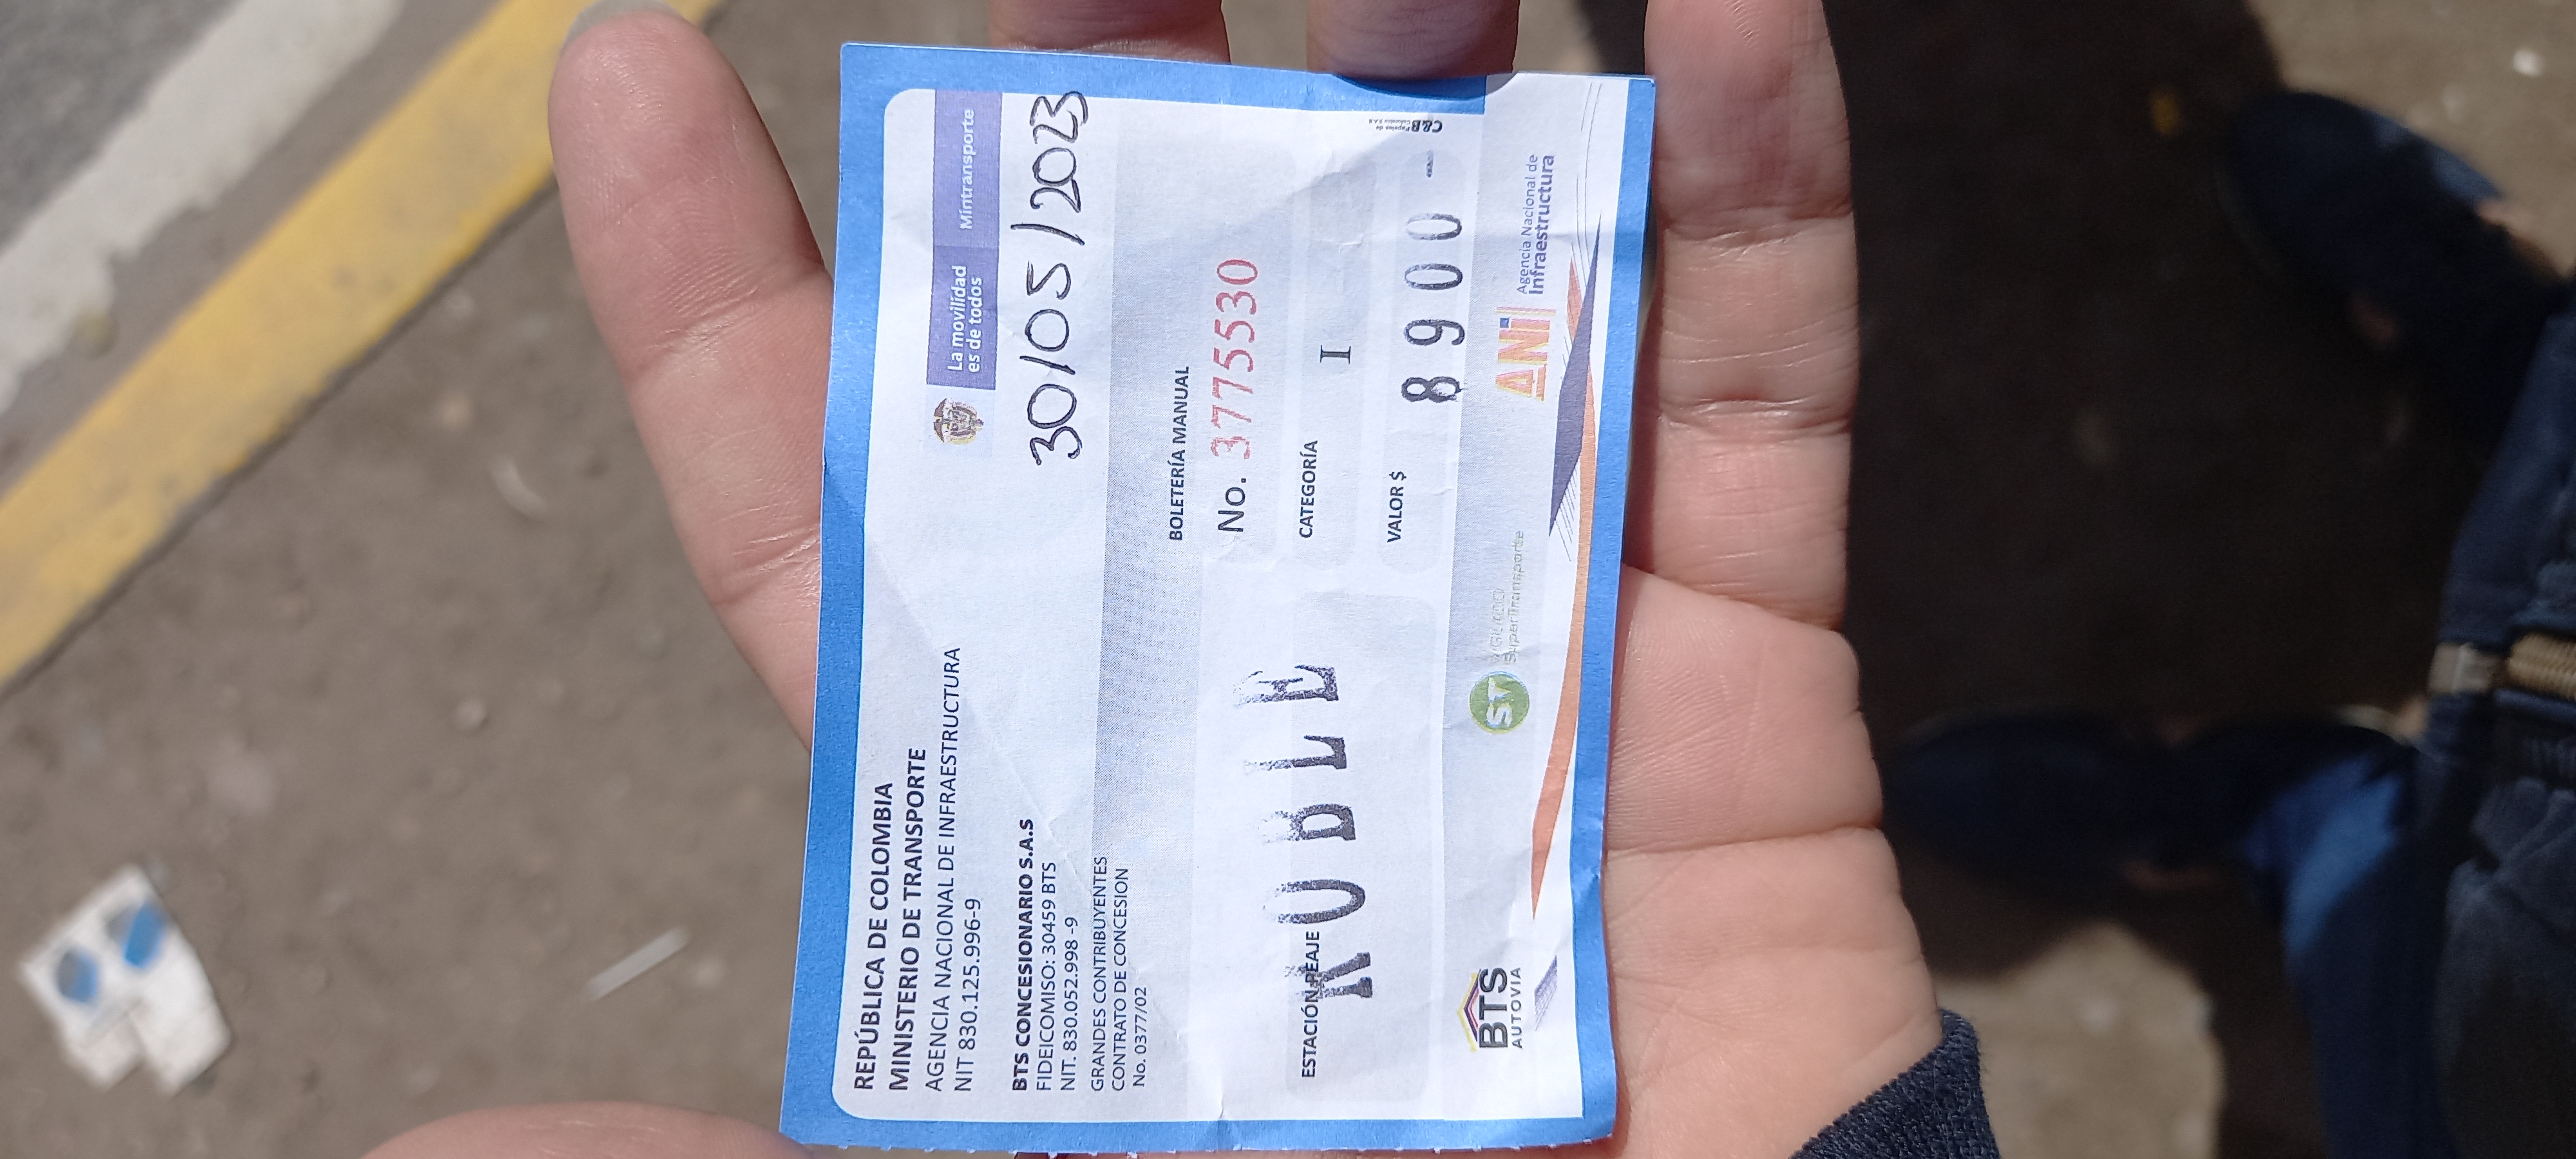 REPÚBLICA DE COLOMBIA
MINISTERIO DE TRANSPORTE
AGENCIA NACIONAL DE INFRAESTRUCTURA
NIT 830.125.996-9
La movilidad
es de todos
Mintransporte
30/05/2023
BTS CONCESIONARIO S.A.S
FIDEICOMISO: 30459 BTS
NIT. 830.052.998 -9
GRANDES CONTRIBUYENTES
CONTRATO DE CONCESION
No. 0377/02
BOLETERÍA MANUAL
No. 3775530
ESTACIÓN PEAJE
CATEGORÍA I
VALOR $ 8900
BTS
AUTOVIA
ST
VIGILADO
SuperTransporte
ANI
Agencia Nacional de
Infraestructura
C&B